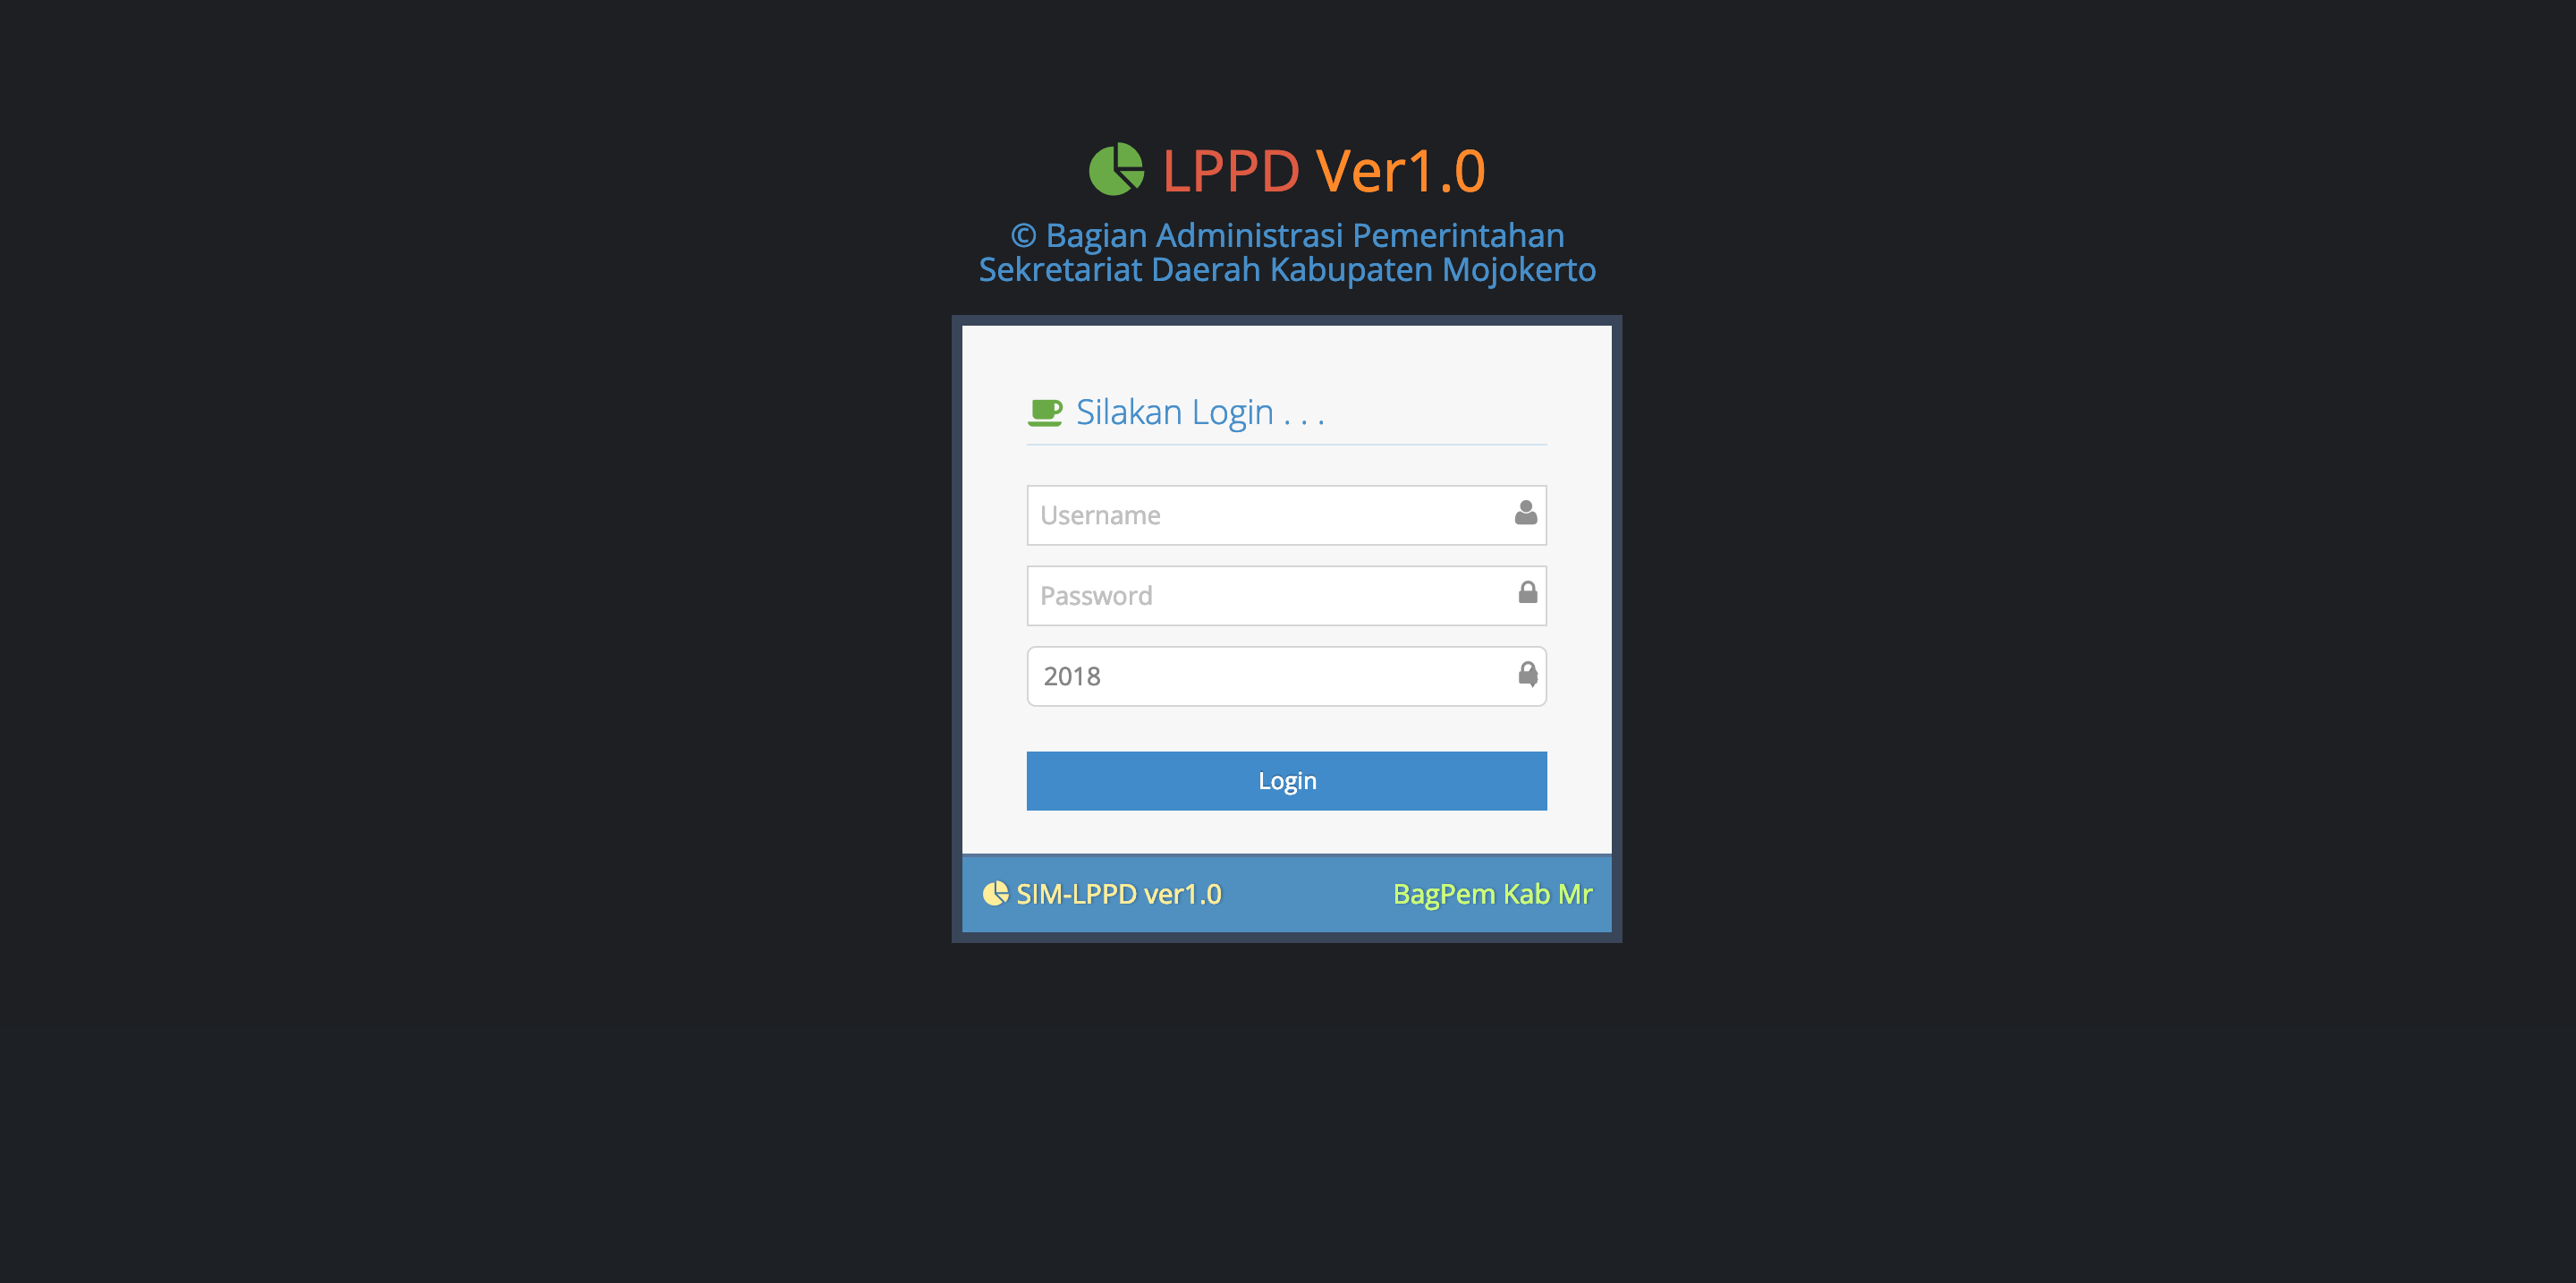 LPPD Ver1.0
© Bagian Administrasi Pemerintahan
Sekretariat Daerah Kabupaten Mojokerto
Silakan Login . . .
Username
Password
2018
Login
SIM-LPPD ver1.0 BagPem Kab Mr